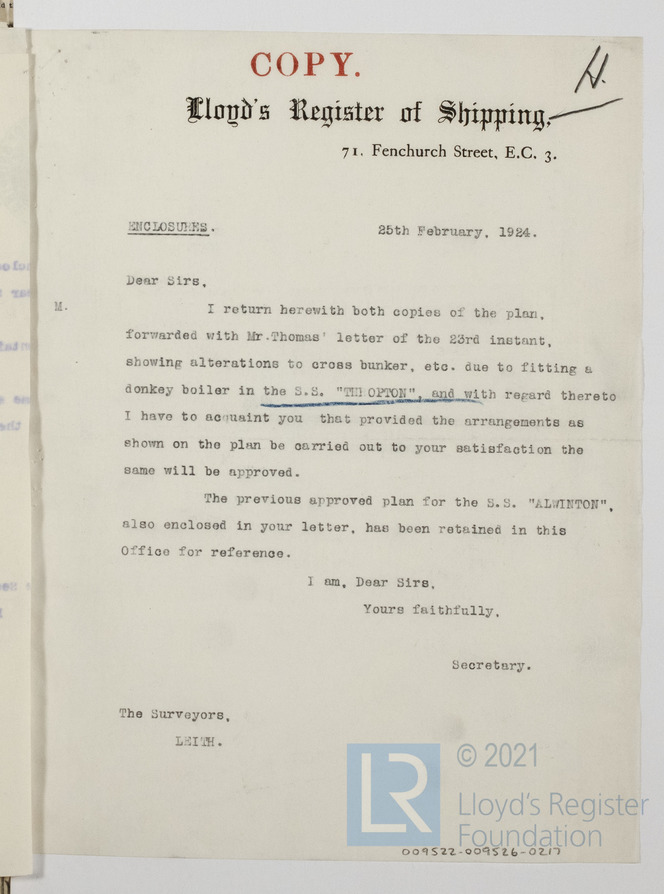 COPY.
H.
Lloyd's Register of Shipping,
71, Fenchurch Street, E.C. 3.
ENCLOSURES.
25th February, 1924.
Dear Sirs,
M.
I return herewith both copies of the plan,
forwarded with Mr.Thomas' letter of the 23rd instant,
showing alterations to cross bunker, etc. due to fitting a
donkey boiler in the S.S. "THROPTON", and with regard thereto
I have to acquaint you that provided the arrangements as
shown on the plan be carried out to your satisfaction the
same will be approved.
The previous approved plan for the S.S. "ALWINTON",
also enclosed in your letter, has been retained in this
Office for reference.
I am, Dear Sirs,
Yours faithfully,
Secretary.
The Surveyors,
LEITH.
LR
© 2021
Lloyd's Register
Foundation
009522-009526-0217